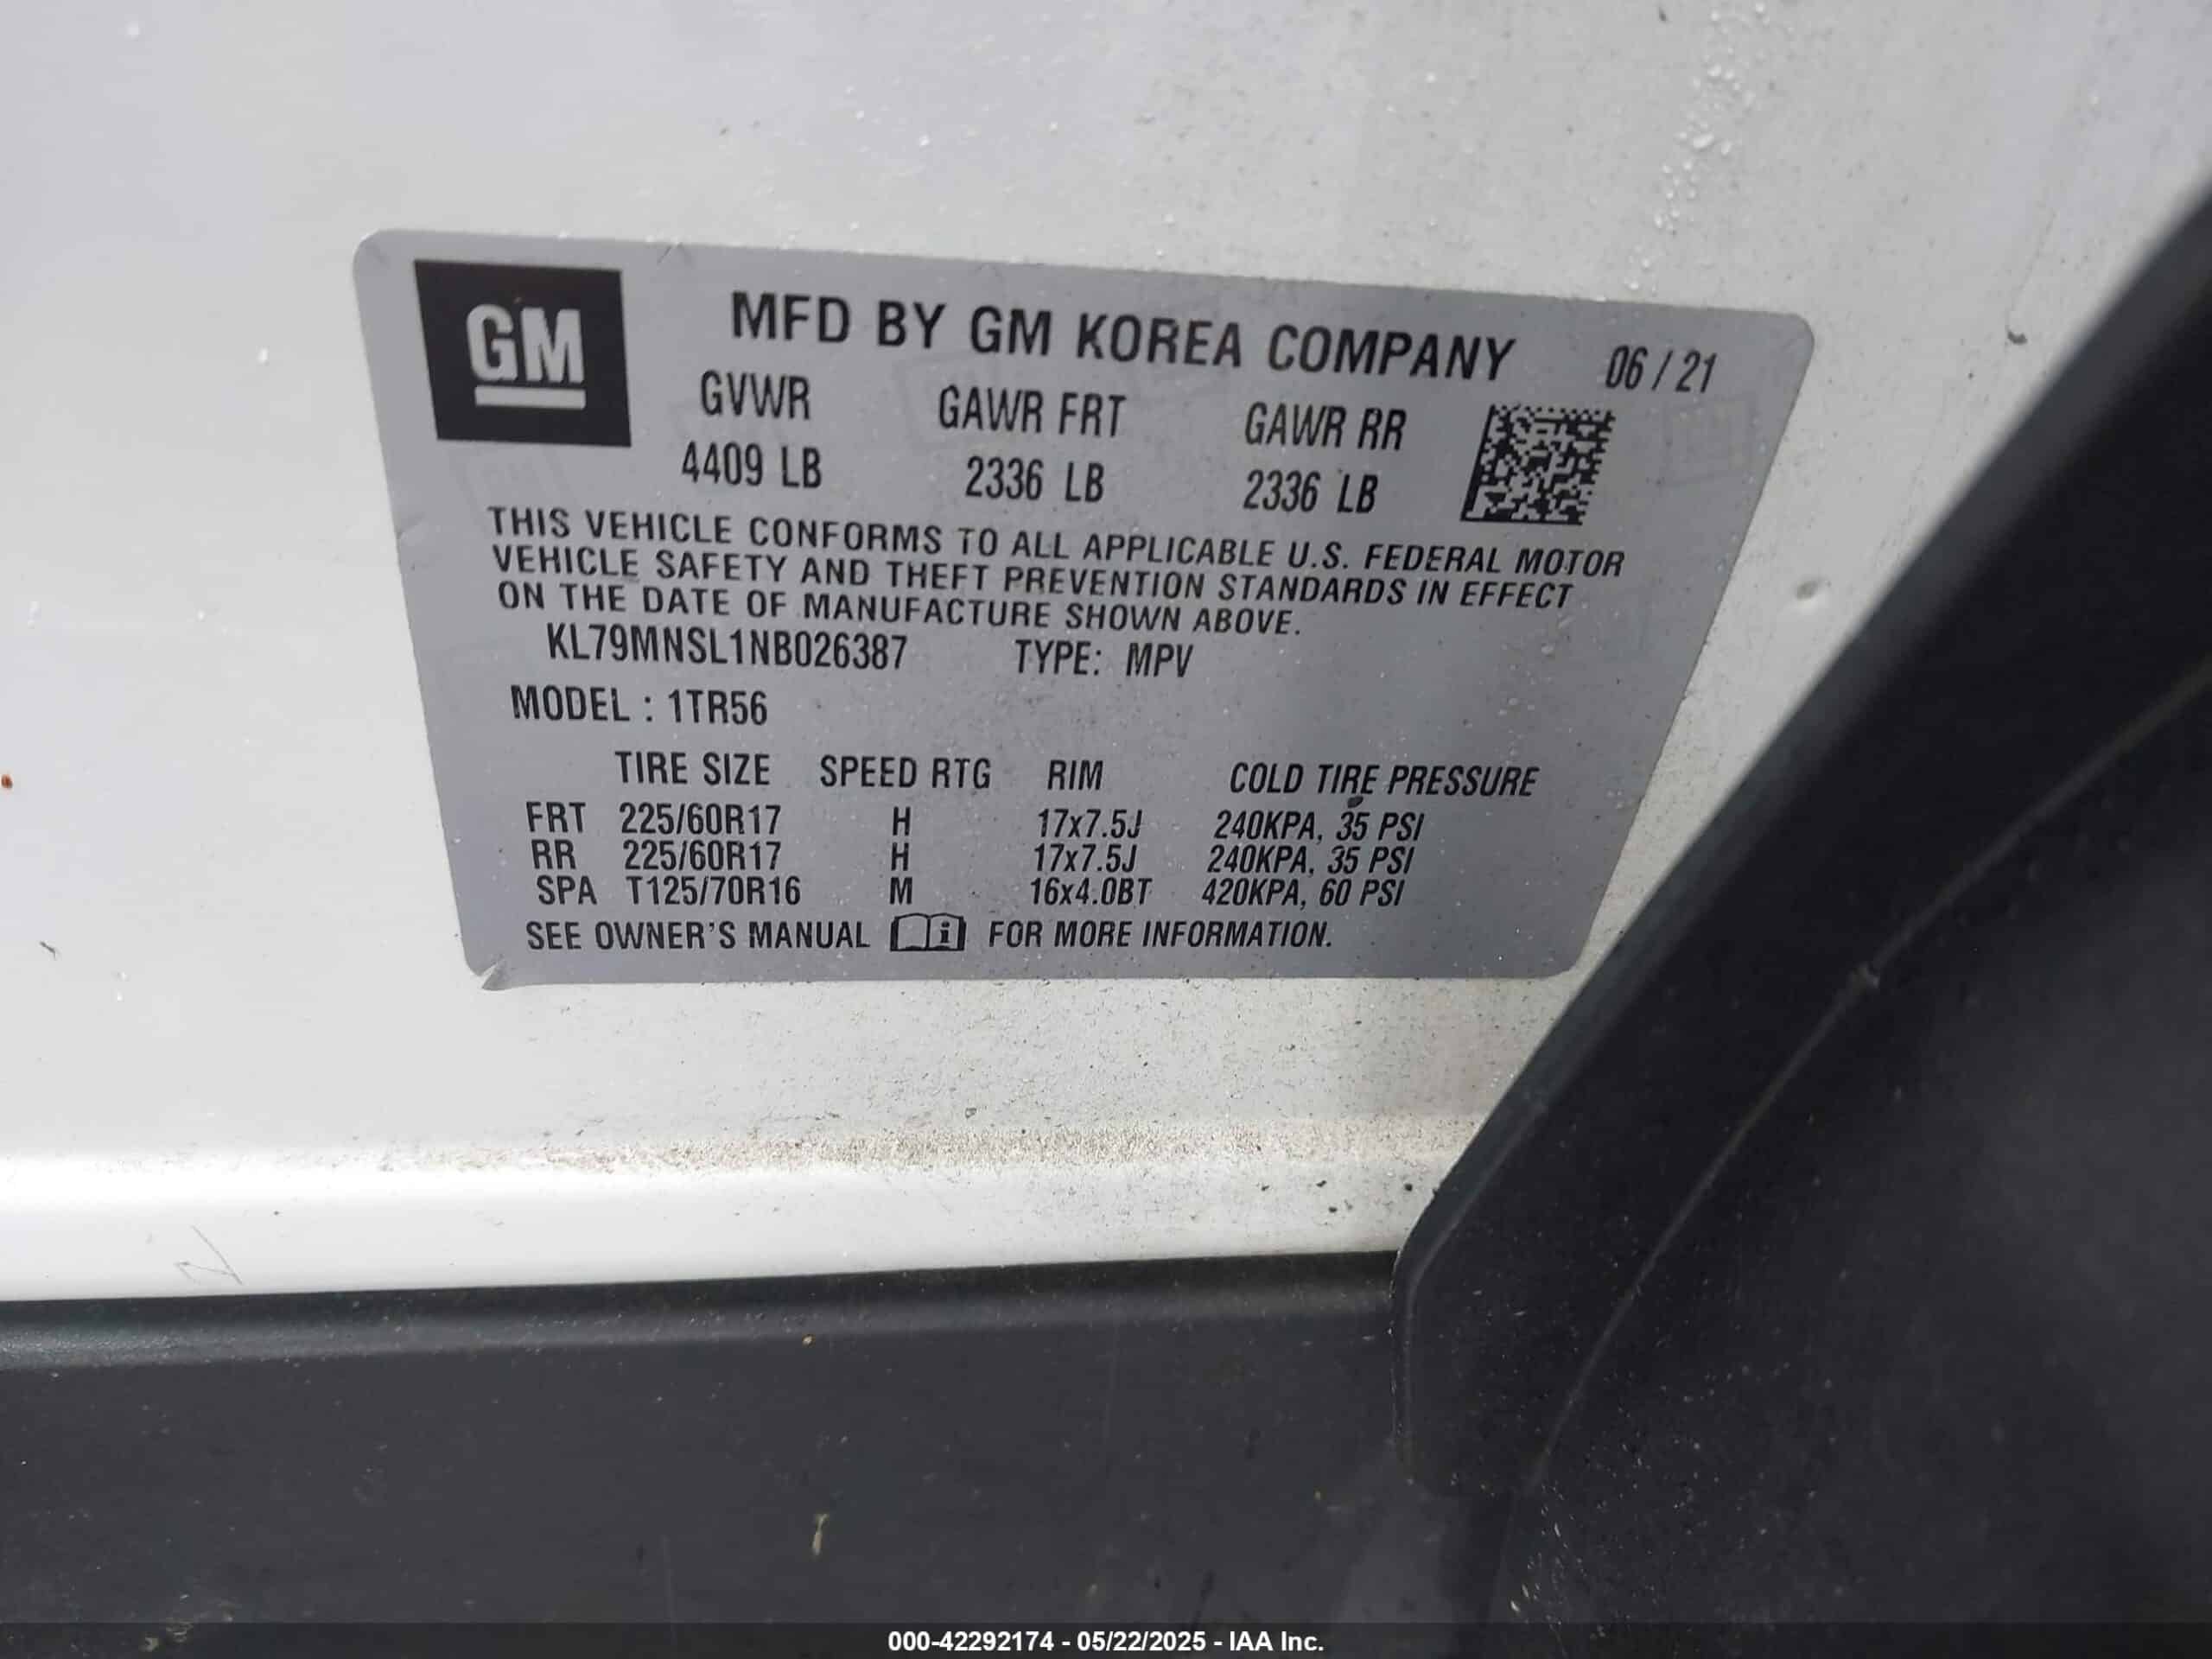 GM
MFD BY GM KOREA COMPANY 06 / 21
GVWR GAWR FRT GAWR RR
4409 LB 2336 LB 2336 LB
THIS VEHICLE CONFORMS TO ALL APPLICABLE U.S. FEDERAL MOTOR
VEHICLE SAFETY AND THEFT PREVENTION STANDARDS IN EFFECT
ON THE DATE OF MANUFACTURE SHOWN ABOVE.
KL79MNSL1NB026387 TYPE: MPV
MODEL : 1TR56
TIRE SIZE SPEED RTG RIM COLD TIRE PRESSURE
FRT 225/60R17 H 17x7.5J 240KPA, 35 PSI
RR 225/60R17 H 17x7.5J 240KPA, 35 PSI
SPA T125/70R16 M 16x4.0BT 420KPA, 60 PSI
SEE OWNER'S MANUAL i FOR MORE INFORMATION.
000-42292174 - 05/22/2025 - IAA Inc.